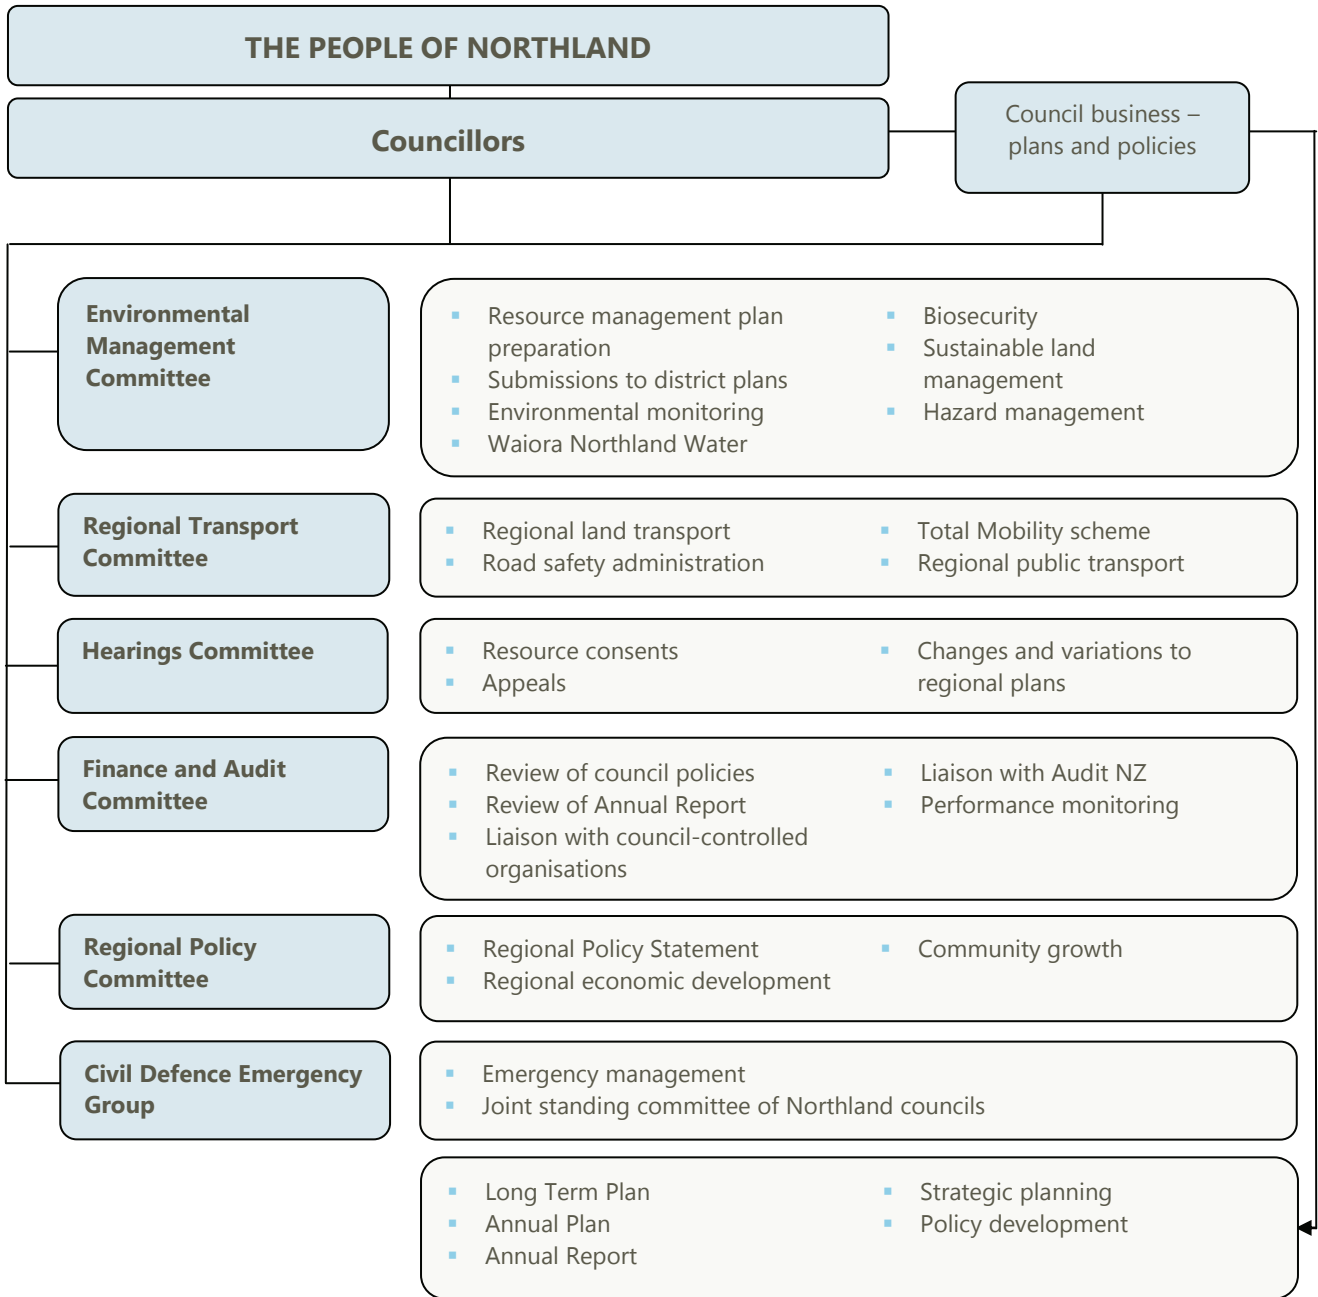 THE PEOPLE OF NORTHLAND
Councillors
Council business –
plans and policies
Environmental
Management
Committee
Resource management plan
preparation
Submissions to district plans
Environmental monitoring
Waiora Northland Water
Biosecurity
Sustainable land
management
Hazard management
Regional Transport
Committee
Regional land transport
Road safety administration
Total Mobility scheme
Regional public transport
Hearings Committee
Resource consents
Appeals
Changes and variations to
regional plans
Finance and Audit
Committee
Review of council policies
Review of Annual Report
Liaison with council-controlled
organisations
Liaison with Audit NZ
Performance monitoring
Regional Policy
Committee
Regional Policy Statement
Regional economic development
Community growth
Civil Defence Emergency
Group
Emergency management
Joint standing committee of Northland councils
Long Term Plan
Annual Plan
Annual Report
Strategic planning
Policy development